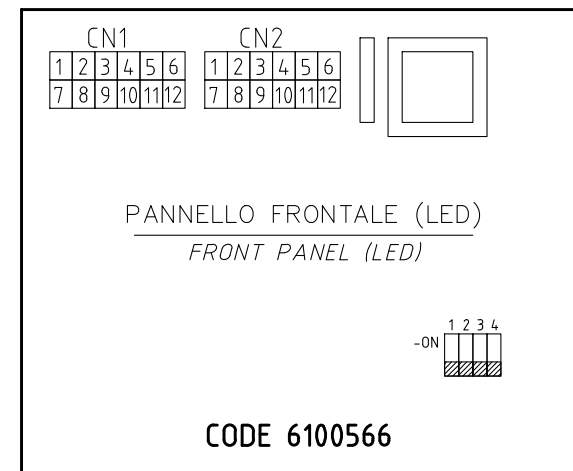 CN1 CN2
1 2 3 4 5 6 1 2 3 4 5 6
7 8 9 10 11 12 7 8 9 10 11 12
PANNELLO FRONTALE (LED)
FRONT PANEL (LED)
1 2 3 4
-ON
CODE 6100566